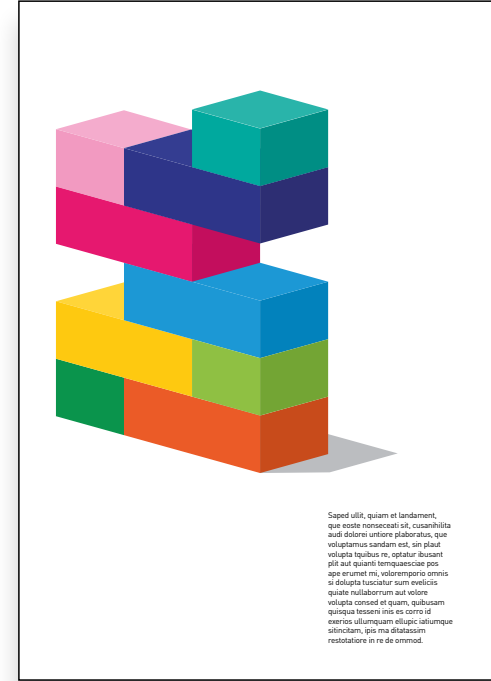 Saped ullit, quiam et landament,
que eoste nonseceati sit, cusanihilita
audi dolorei untiore plaboratus, que
voluptamus sandam est, sin plaut
volupta tquibus re, optatur ibusant
plit aut quianti temquaesciae pos
ape erumet mi, voloremporio omnis
si dolupta tusciatur sum eveliciis
quiate nullaborrum aut volore
volupta consed et quam, quibusam
quisqua tesseni inis es corro id
exerios ullumquam ellupic iatiumque
sitincitam, ipis ma ditatassim
restotatiore in re de ommod.